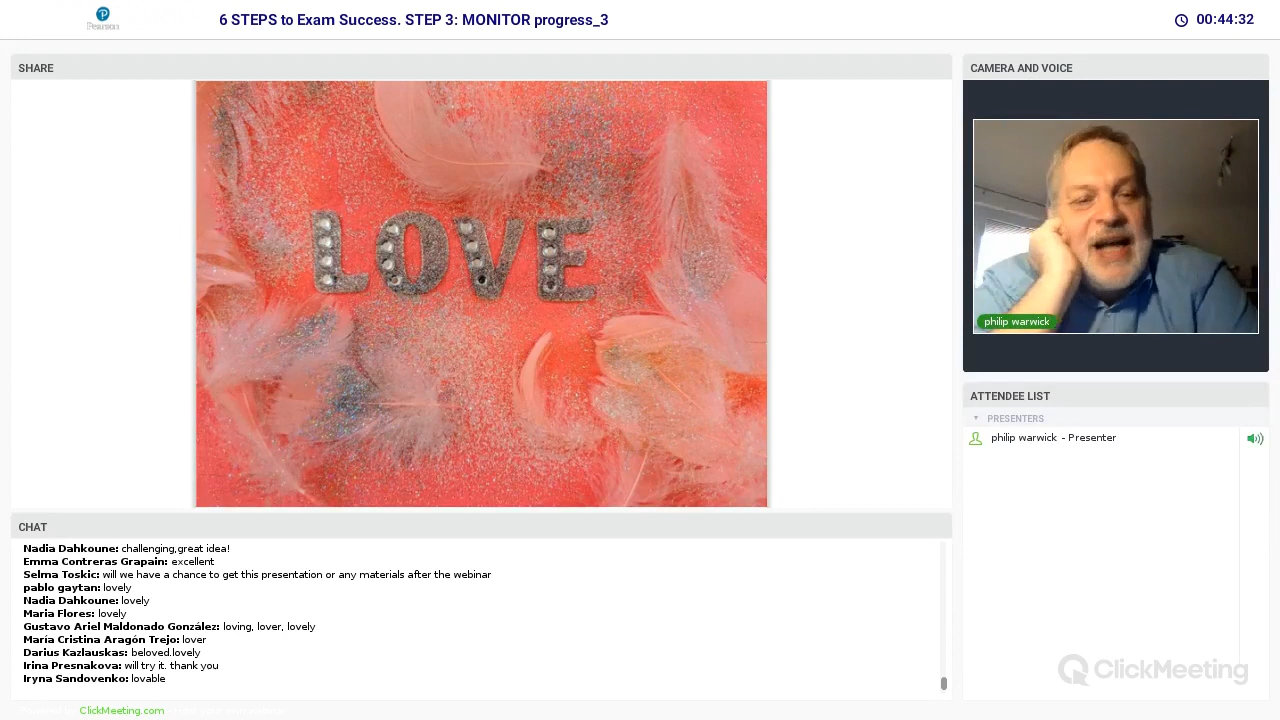 Pearson
6 STEPS to Exam Success. STEP 3: MONITOR progress_3
00:44:32
SHARE
LOVE
CAMERA AND VOICE
philip warwick
ATTENDEE LIST
PRESENTERS
philip warwick - Presenter
CHAT
Nadia Dahkoune: challenging,great idea!
Emma Contreras Grapain: excellent
Selma Toskic: will we have a chance to get this presentation or any materials after the webinar
pablo gaytan: lovely
Nadia Dahkoune: lovely
Maria Flores: lovely
Gustavo Ariel Maldonado González: loving, lover, lovely
María Cristina Aragón Trejo: lover
Darius Kazlauskas: beloved.lovely
Irina Presnakova: will try it. thank you
Iryna Sandovenko: lovable
ClickMeeting
ClickMeeting.com